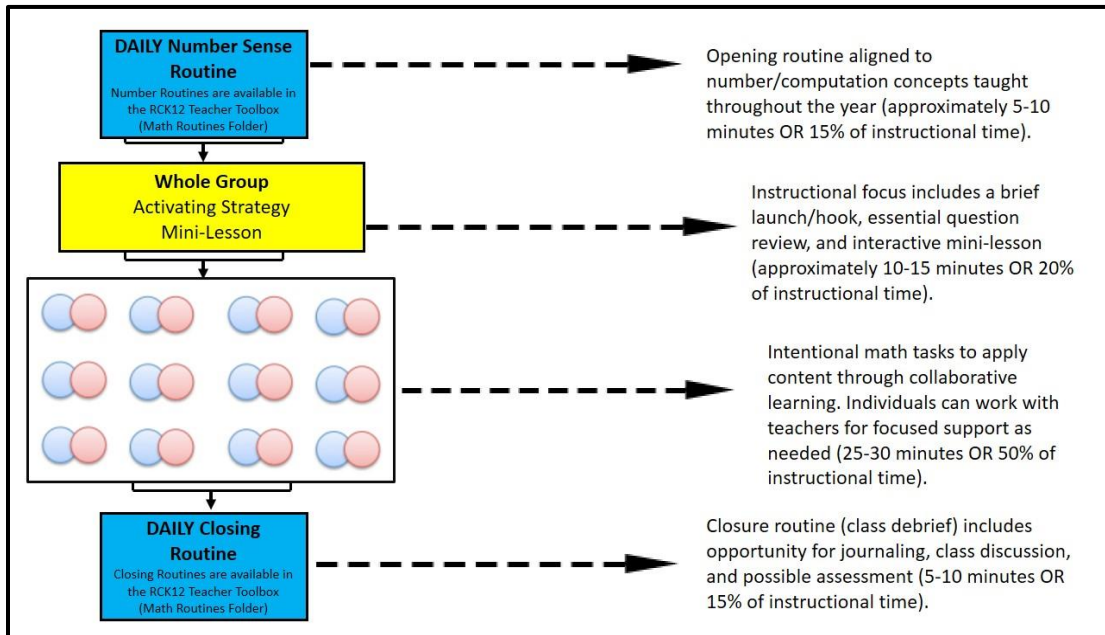 DAILY Number Sense
Routine
Number Routines are available in
the RCK12 Teacher Toolbox
(Math Routines Folder)
Opening routine aligned to
number/computation concepts taught
throughout the year (approximately 5-10
minutes OR 15% of instructional time).
Whole Group
Activating Strategy
Mini-Lesson
Instructional focus includes a brief
launch/hook, essential question
review, and interactive mini-lesson
(approximately 10-15 minutes OR 20%
of instructional time).
Intentional math tasks to apply
content through collaborative
learning. Individuals can work with
teachers for focused support as
needed (25-30 minutes OR 50% of
instructional time).
DAILY Closing
Routine
Closing Routines are available in
the RCK12 Teacher Toolbox
(Math Routines Folder)
Closure routine (class debrief) includes
opportunity for journaling, class discussion,
and possible assessment (5-10 minutes OR
15% of instructional time).